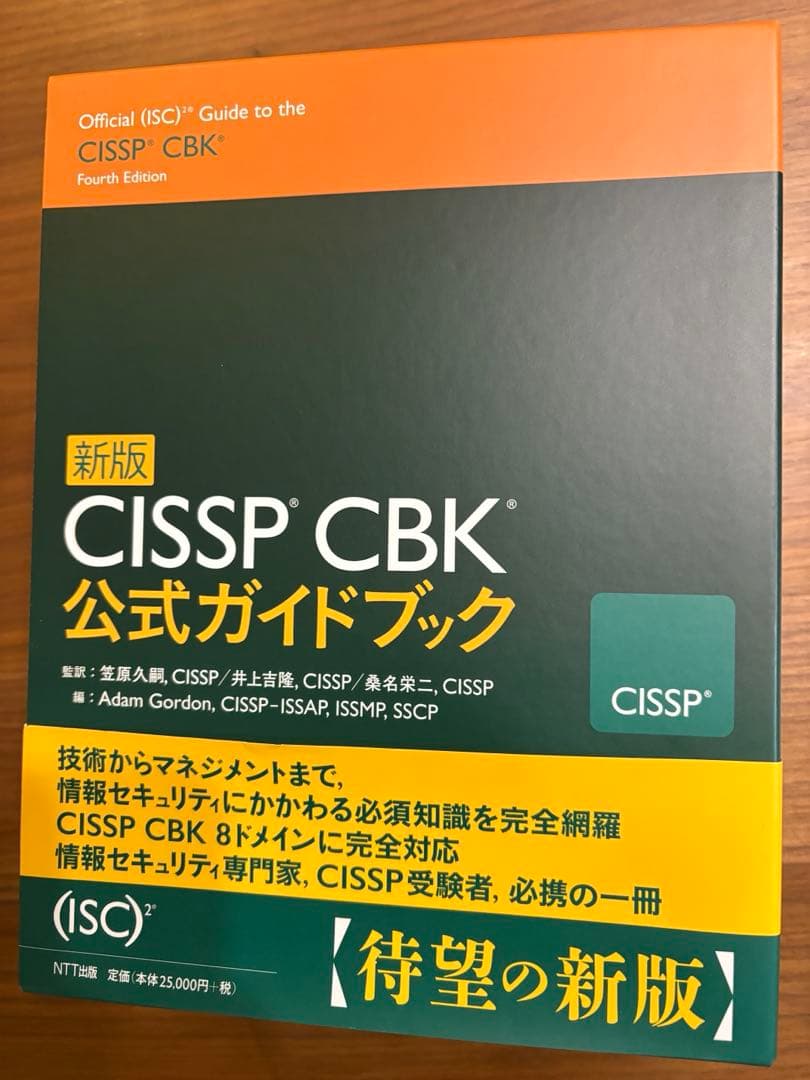 Official (ISC)²® Guide to the
CISSP® CBK®
Fourth Edition
新版
CISSP® CBK®
公式ガイドブック
監訳：笠原久嗣, CISSP／井上吉隆, CISSP／桑名栄二, CISSP
編：Adam Gordon, CISSP-ISSAP, ISSMP, SSCP
CISSP®
技術からマネジメントまで,
情報セキュリティにかかわる必須知識を完全網羅
CISSP CBK 8ドメインに完全対応
情報セキュリティ専門家, CISSP受験者, 必携の一冊
(ISC)²®
NTT出版 定価（本体25,000円+税）
【待望の新版】